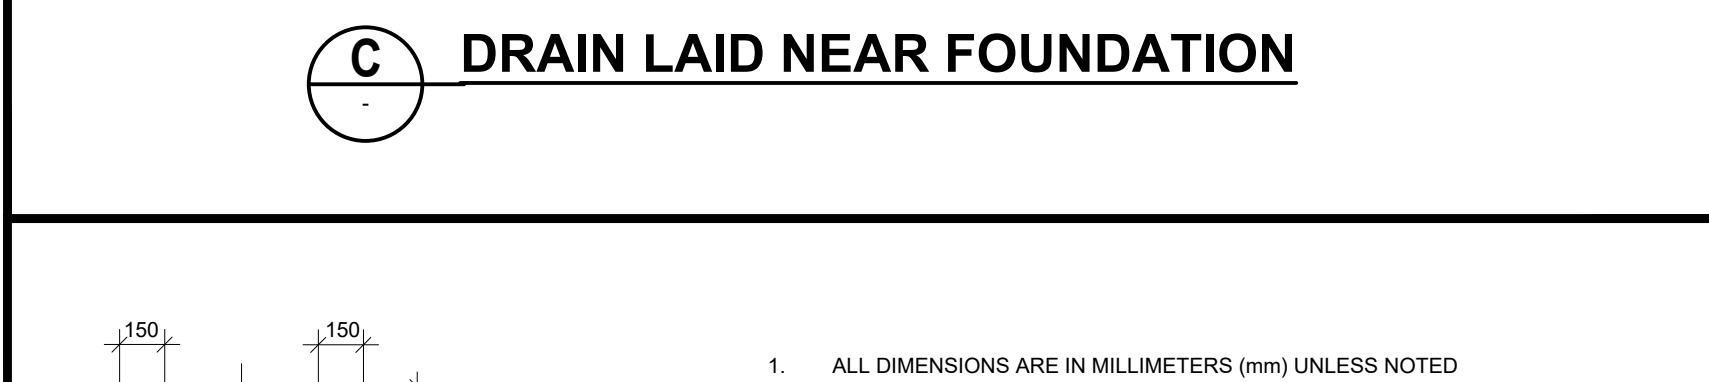 C
DRAIN LAID NEAR FOUNDATION
-
150 150
1. ALL DIMENSIONS ARE IN MILLIMETERS (mm) UNLESS NOTED